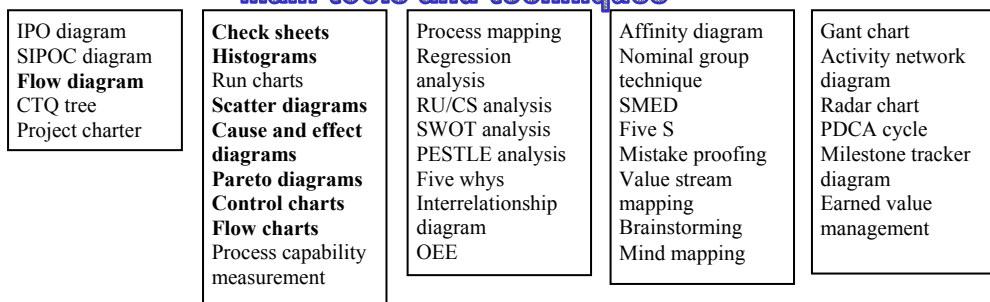 Main tools and techniques
IPO diagram
SIPOC diagram
Flow diagram
CTQ tree
Project charter
Check sheets
Histograms
Run charts
Scatter diagrams
Cause and effect
diagrams
Pareto diagrams
Control charts
Flow charts
Process capability
measurement
Process mapping
Regression
analysis
RU/CS analysis
SWOT analysis
PESTLE analysis
Five whys
Interrelationship
diagram
OEE
Affinity diagram
Nominal group
technique
SMED
Five S
Mistake proofing
Value stream
mapping
Brainstorming
Mind mapping
Gant chart
Activity network
diagram
Radar chart
PDCA cycle
Milestone tracker
diagram
Earned value
management